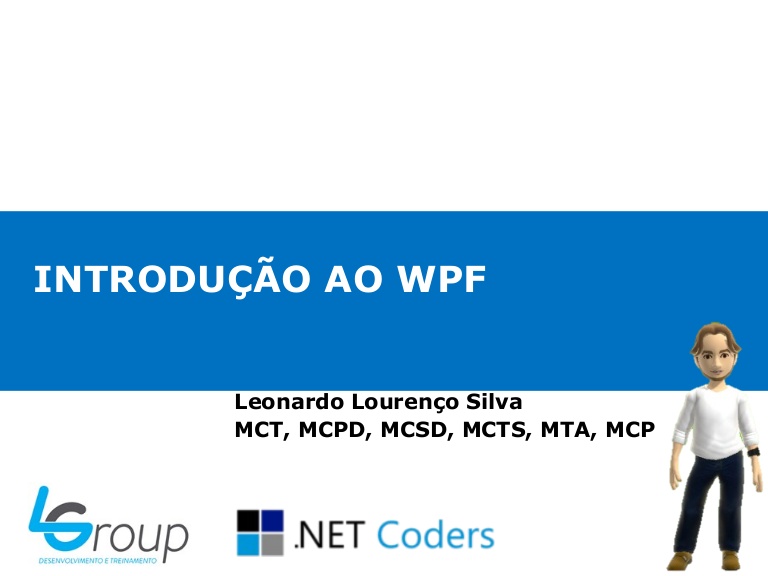 INTRODUÇÃO AO WPF
Leonardo Lourenço Silva
MCT, MCPD, MCSD, MCTS, MTA, MCP
LGroup
DESENVOLVIMENTO E TREINAMENTO
.NET Coders